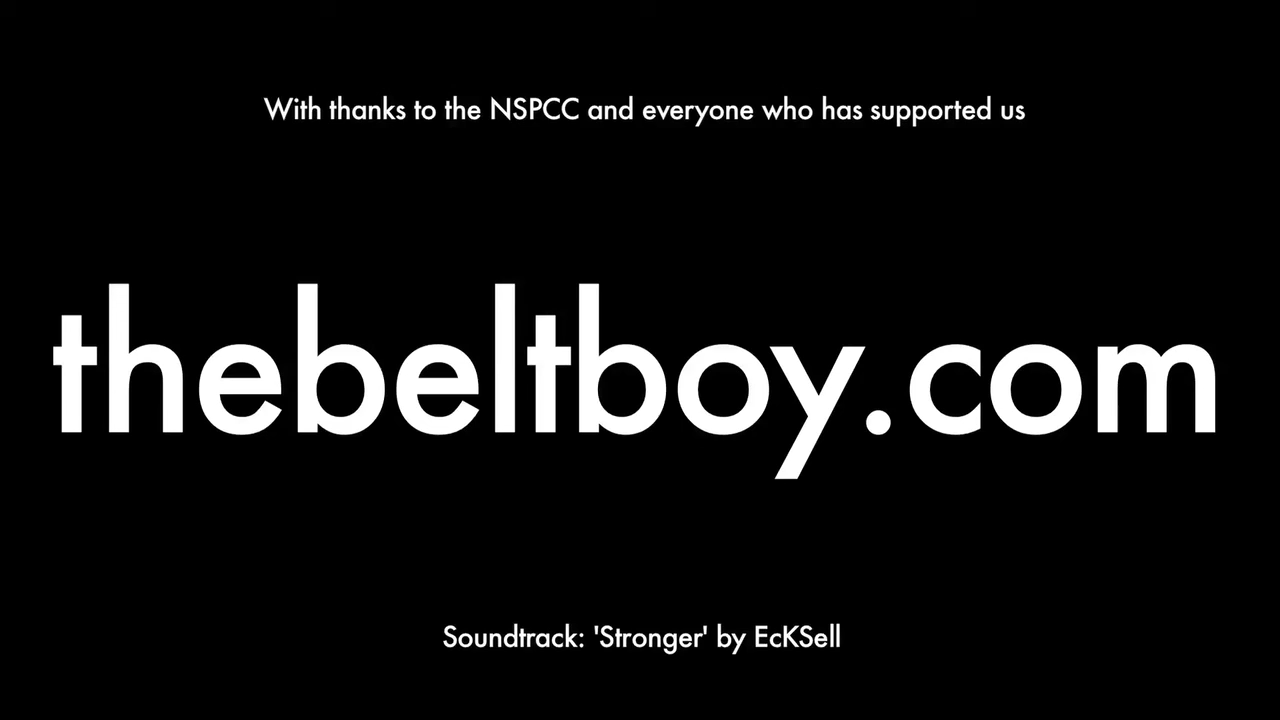 With thanks to the NSPCC and everyone who has supported us
thebeltboy.com
Soundtrack: 'Stronger' by EcKSell